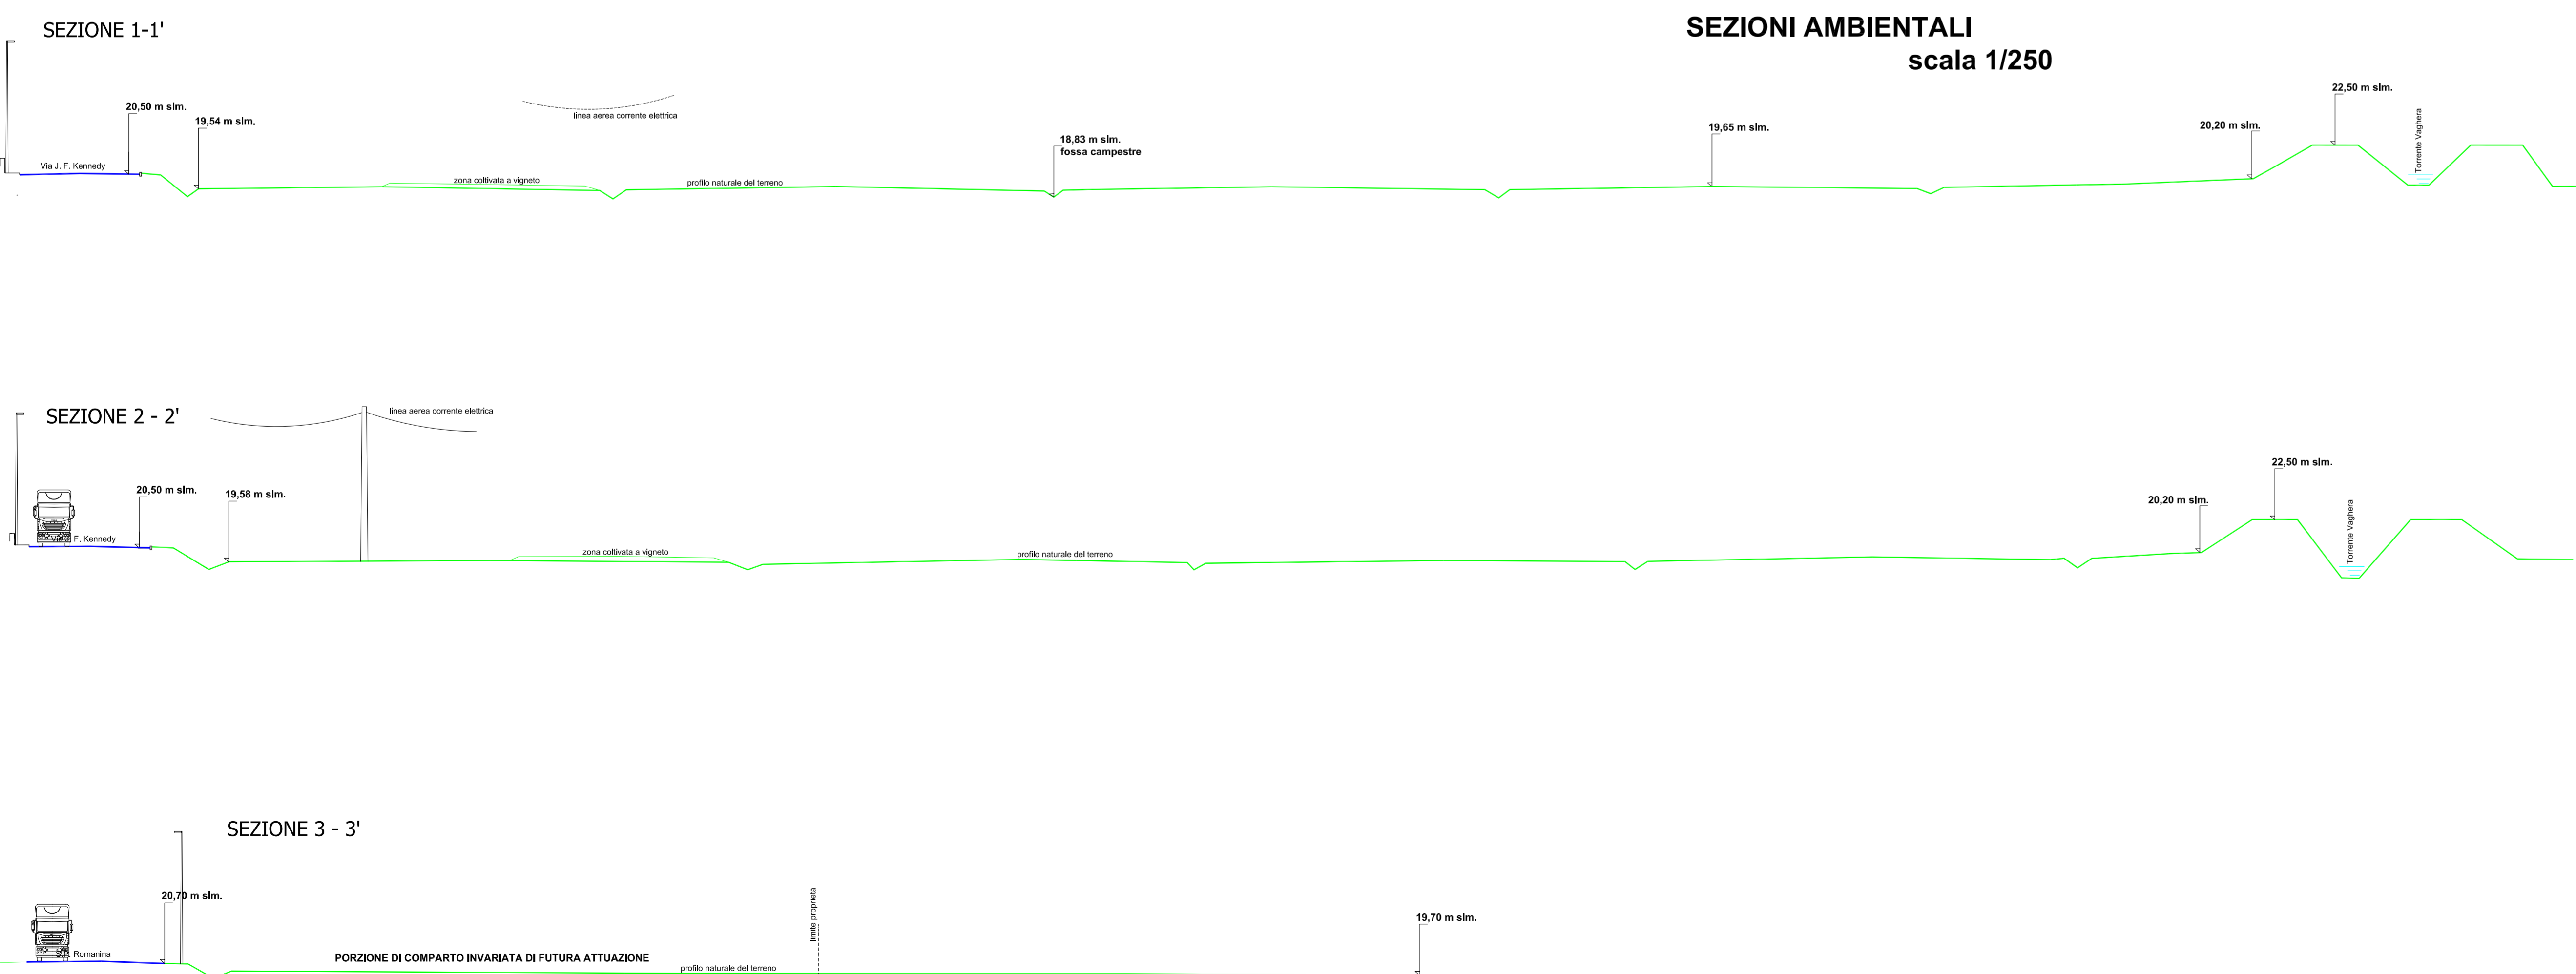 SEZIONI AMBIENTALI
scala 1/250
SEZIONE 1-1'
20,50 m slm.
19,54 m slm.
linea aerea corrente elettrica
18,83 m slm.
fossa campestre
19,65 m slm.
20,20 m slm.
22,50 m slm.
Torrente Vaghera
Via J. F. Kennedy
zona coltivata a vigneto
profilo naturale del terreno
SEZIONE 2 - 2'
linea aerea corrente elettrica
20,50 m slm.
19,58 m slm.
20,20 m slm.
22,50 m slm.
Torrente Vaghera
Via J. F. Kennedy
zona coltivata a vigneto
profilo naturale del terreno
SEZIONE 3 - 3'
20,70 m slm.
limite proprietà
19,70 m slm.
S.P. Romanina
PORZIONE DI COMPARTO INVARIATA DI FUTURA ATTUAZIONE
profilo naturale del terreno